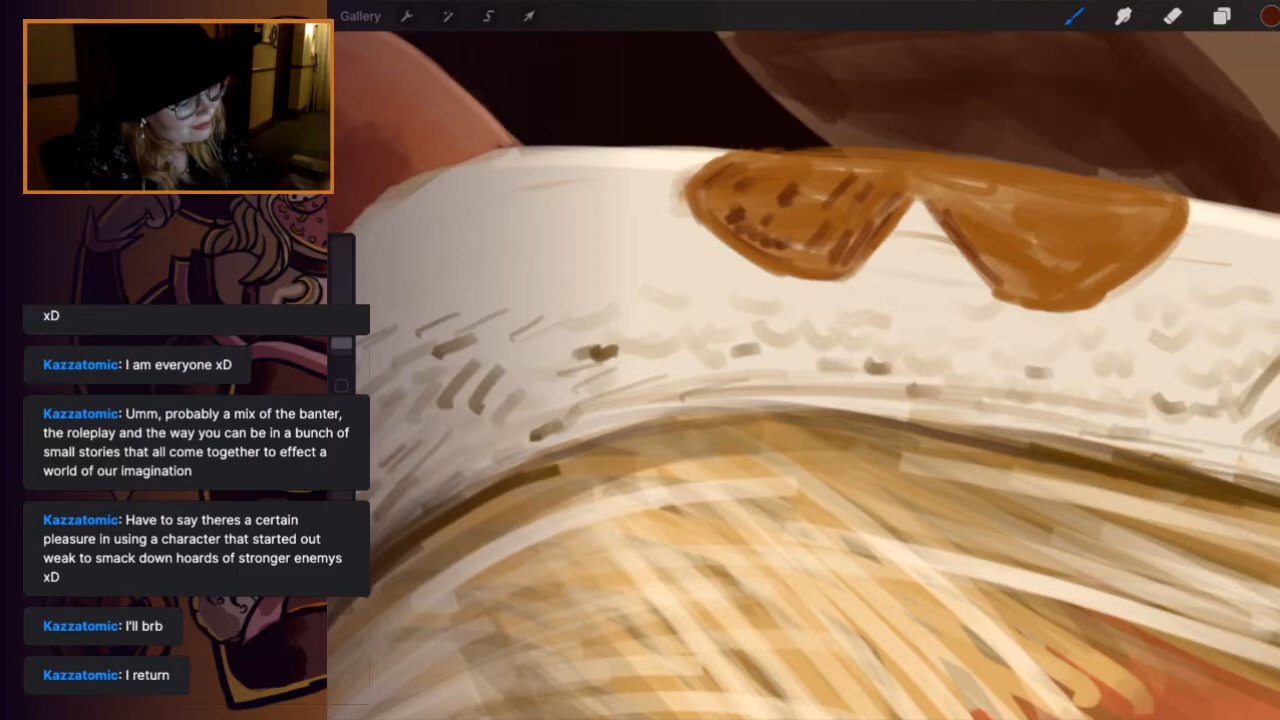 Gallery
xD
Kazzatomic: I am everyone xD
Kazzatomic: Umm, probably a mix of the banter,
the roleplay and the way you can be in a bunch of
small stories that all come together to effect a
world of our imagination
Kazzatomic: Have to say theres a certain
pleasure in using a character that started out
weak to smack down hoards of stronger enemys
xD
Kazzatomic: I'll brb
Kazzatomic: I return